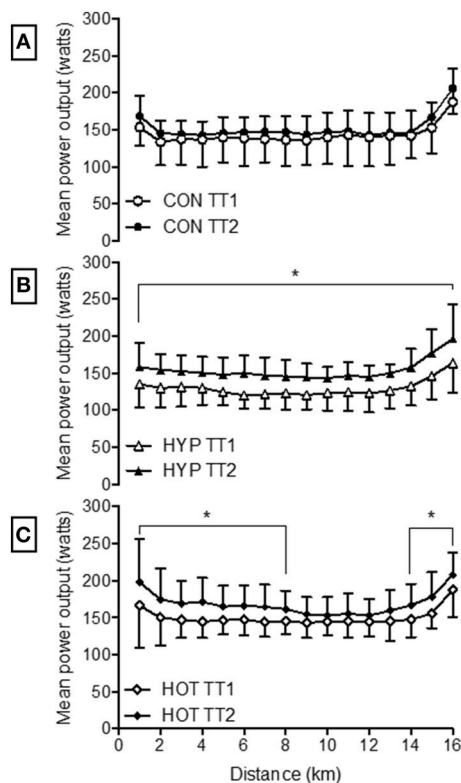 A
Mean power output (watts)
300
250
200
150
100
50
0
CON TT1
CON TT2
B
Mean power output (watts)
300
250
200
150
100
50
0
*
HYP TT1
HYP TT2
C
Mean power output (watts)
300
250
200
150
100
50
0
* *
HOT TT1
HOT TT2
0 2 4 6 8 10 12 14 16
Distance (km)